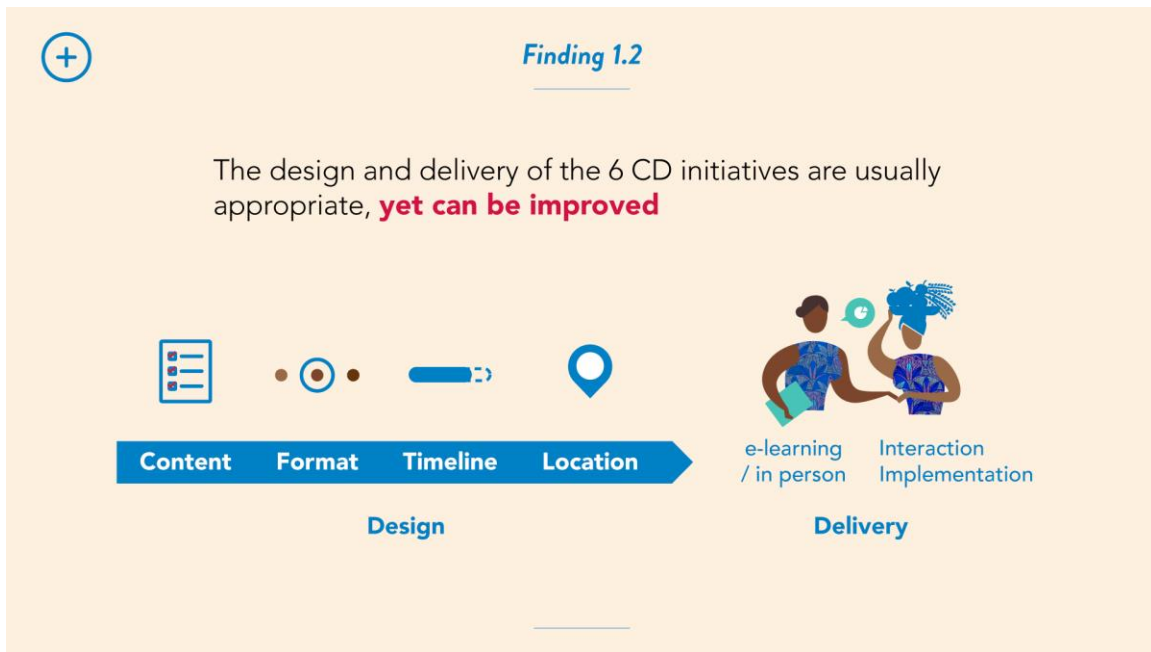 Finding 1.2
The design and delivery of the 6 CD initiatives are usually
appropriate, yet can be improved
Content Format Timeline Location
e-learning
/ in person
Interaction
Implementation
Design
Delivery